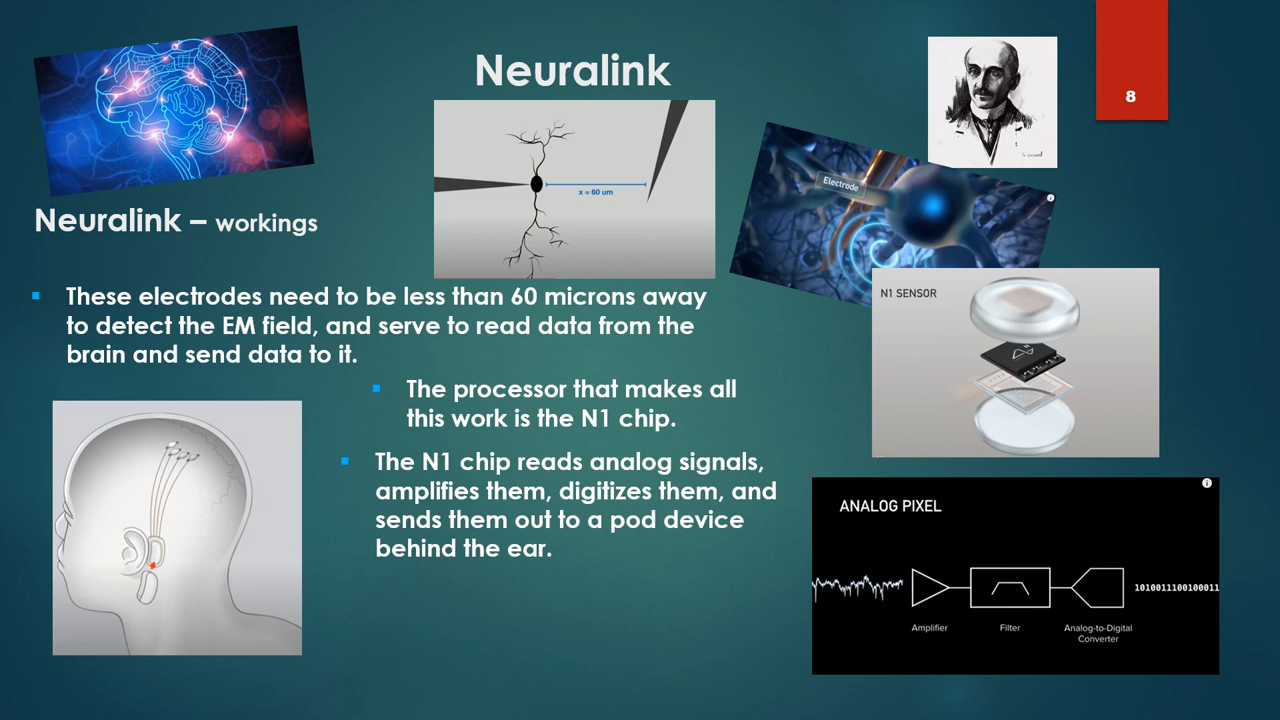 Neuralink
8
x = 60 um
Electrode
Neuralink – workings
These electrodes need to be less than 60 microns away
to detect the EM field, and serve to read data from the
brain and send data to it.
N1 SENSOR
The processor that makes all
this work is the N1 chip.
The N1 chip reads analog signals,
amplifies them, digitizes them, and
sends them out to a pod device
behind the ear.
ANALOG PIXEL
1010011100100011
Amplifier
Filter
Analog-to-Digital
Converter